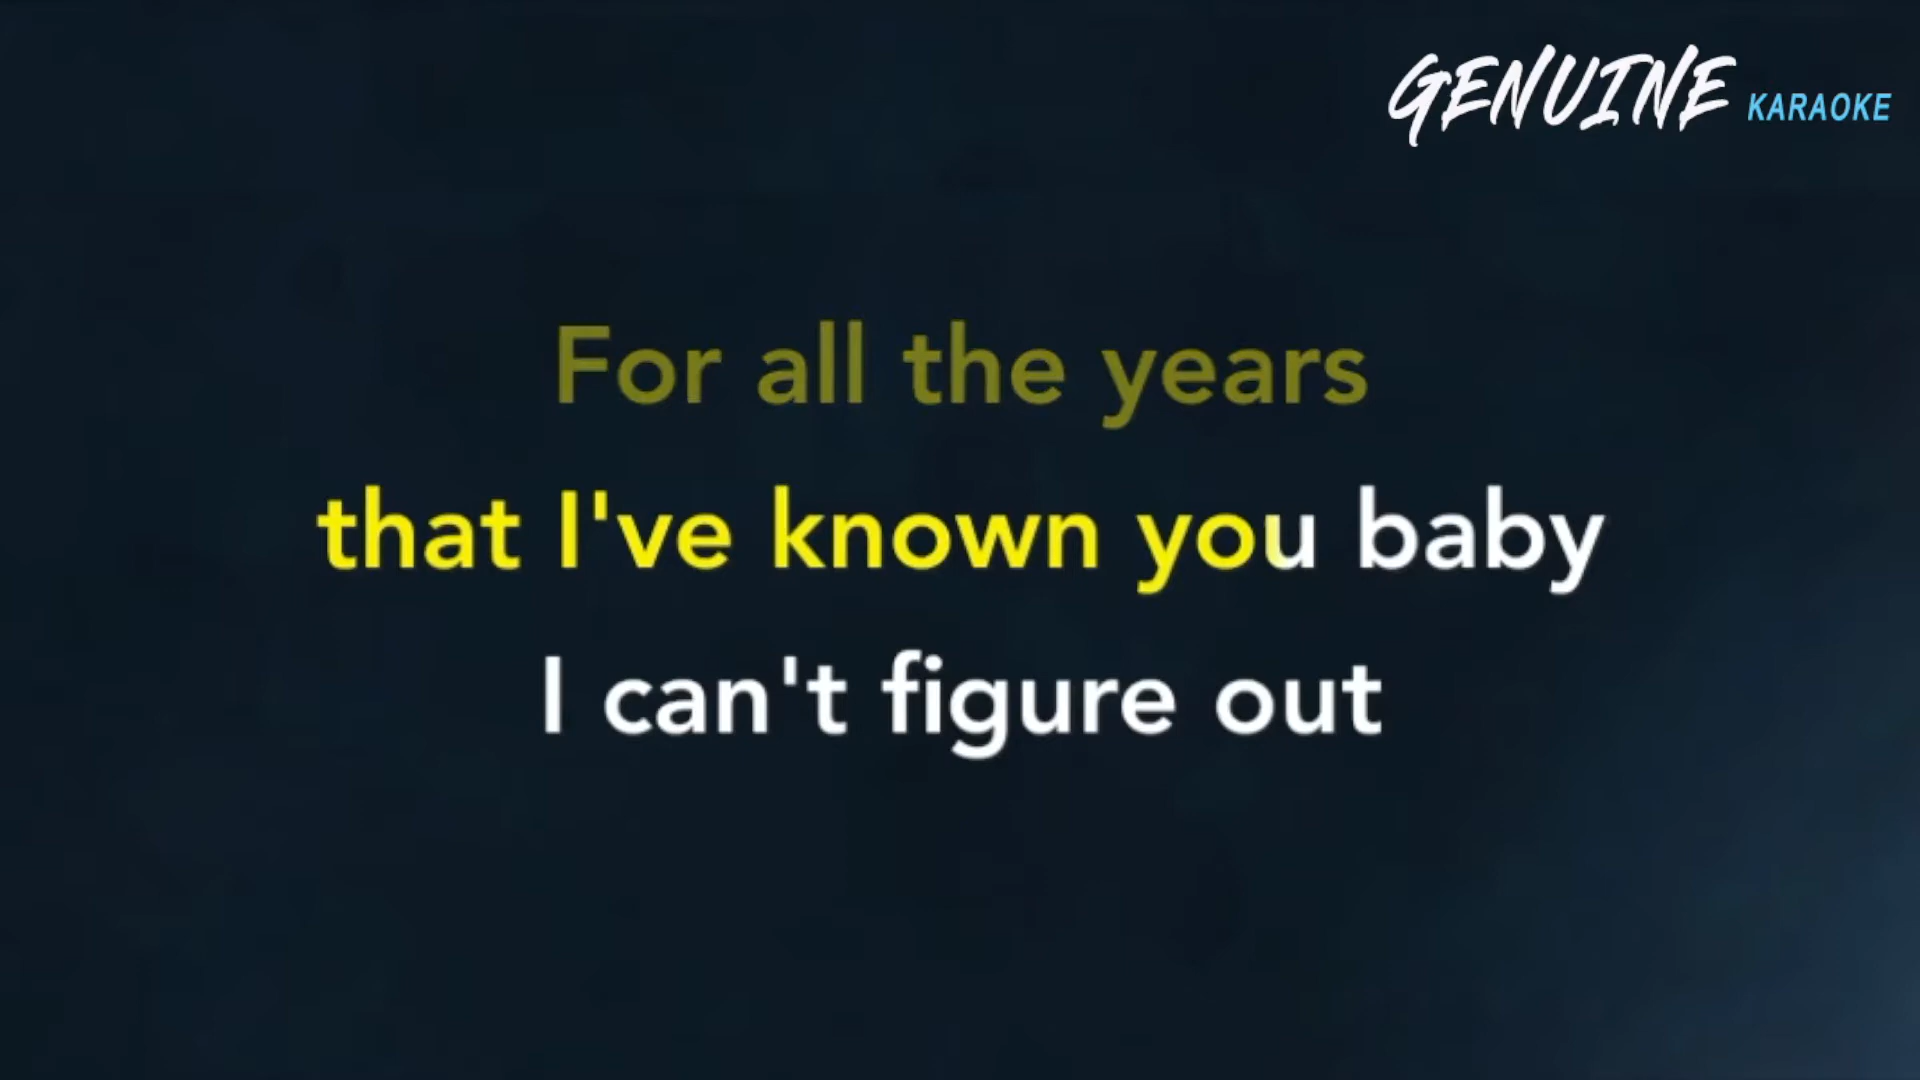 GENUINE KARAOKE
For all the years
that I've known you baby
I can't figure out